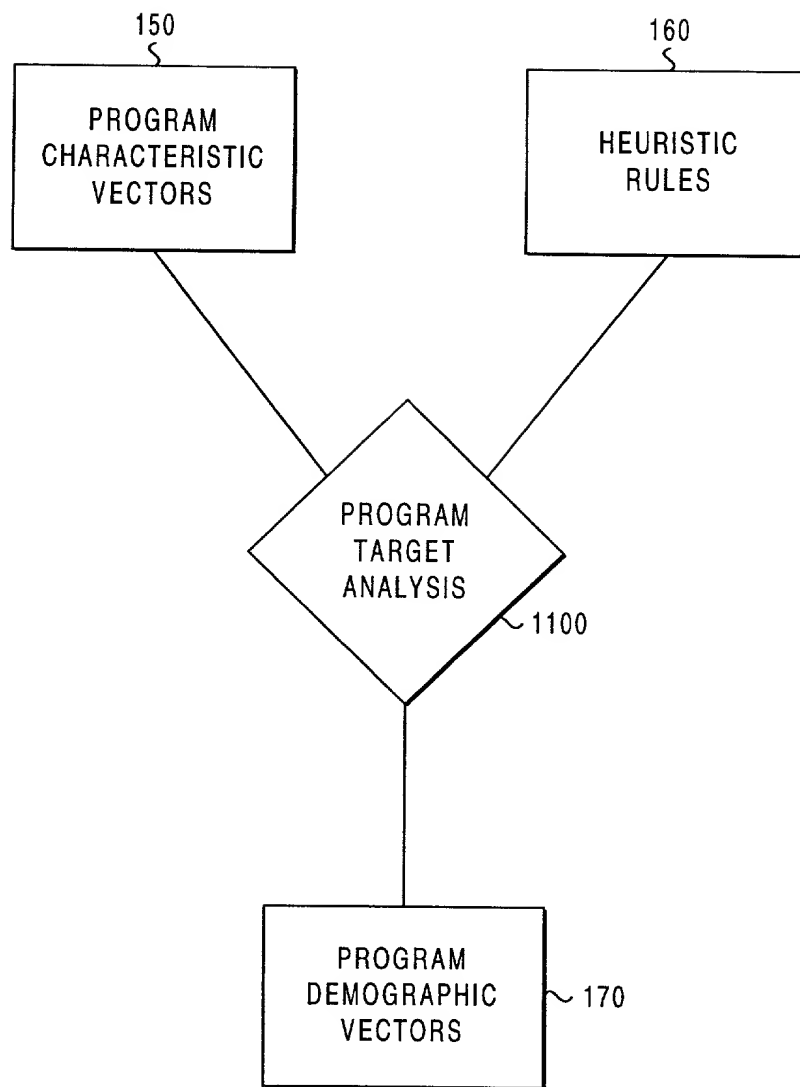 150
PROGRAM
CHARACTERISTIC
VECTORS
160
HEURISTIC
RULES
PROGRAM
TARGET
ANALYSIS
1100
PROGRAM
DEMOGRAPHIC
VECTORS
170